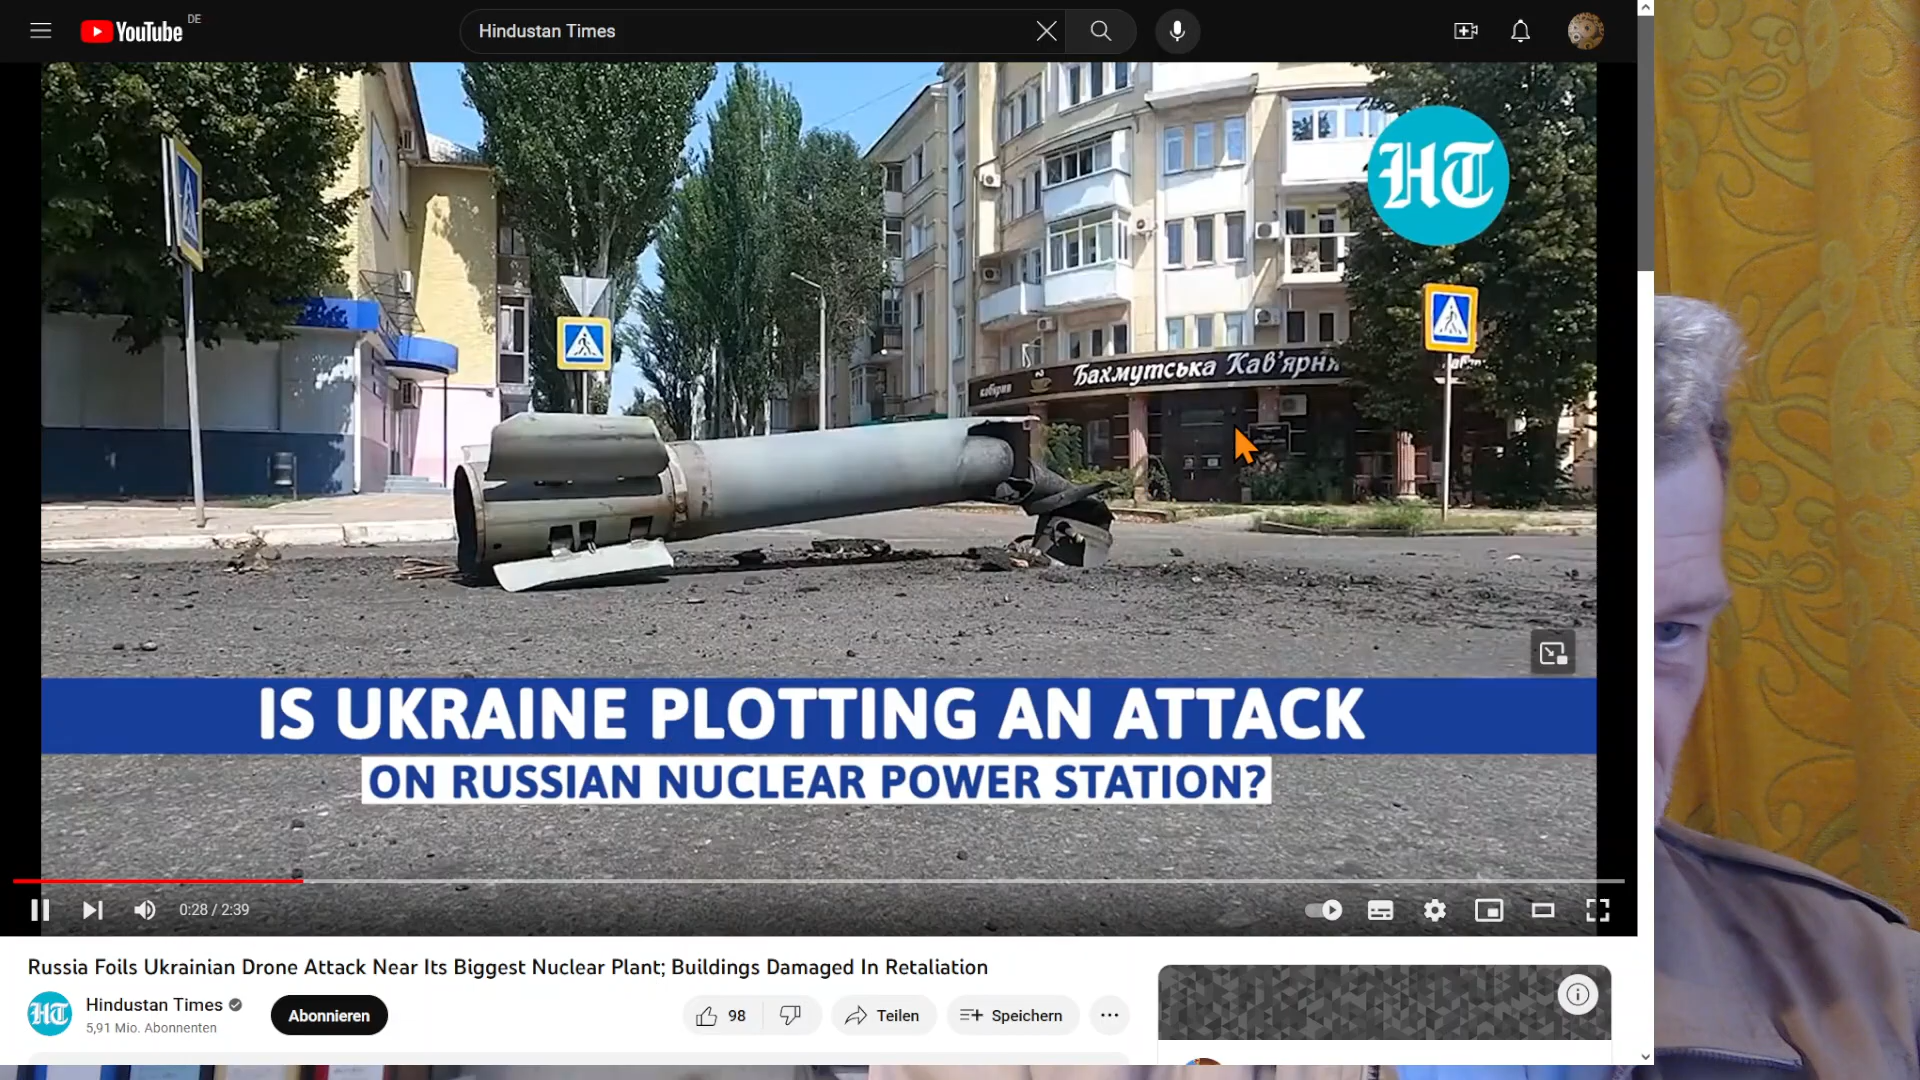 YouTube
DE
Hindustan Times
HT
Бахмутська Кав'ярня
IS UKRAINE PLOTTING AN ATTACK
ON RUSSIAN NUCLEAR POWER STATION?
0:28 / 2:39
Russia Foils Ukrainian Drone Attack Near Its Biggest Nuclear Plant; Buildings Damaged In Retaliation
HT
Hindustan Times
5,91 Mio. Abonnenten
Abonnieren
98
Teilen
Speichern